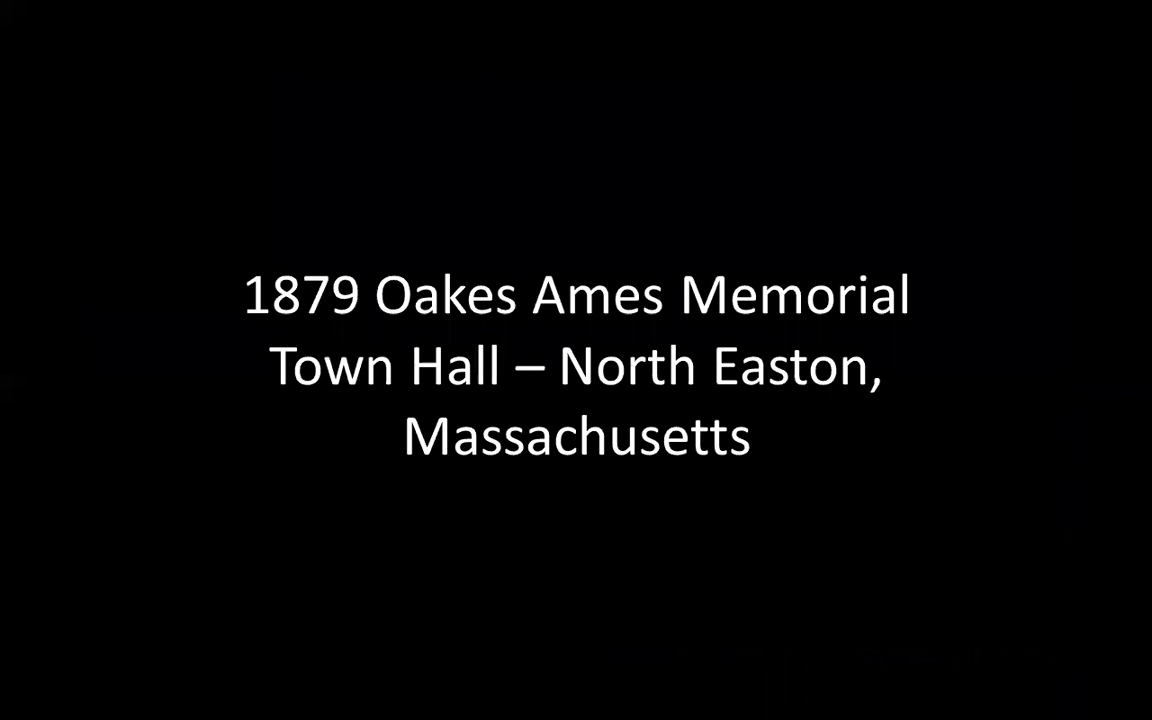 1879 Oakes Ames Memorial
Town Hall – North Easton,
Massachusetts